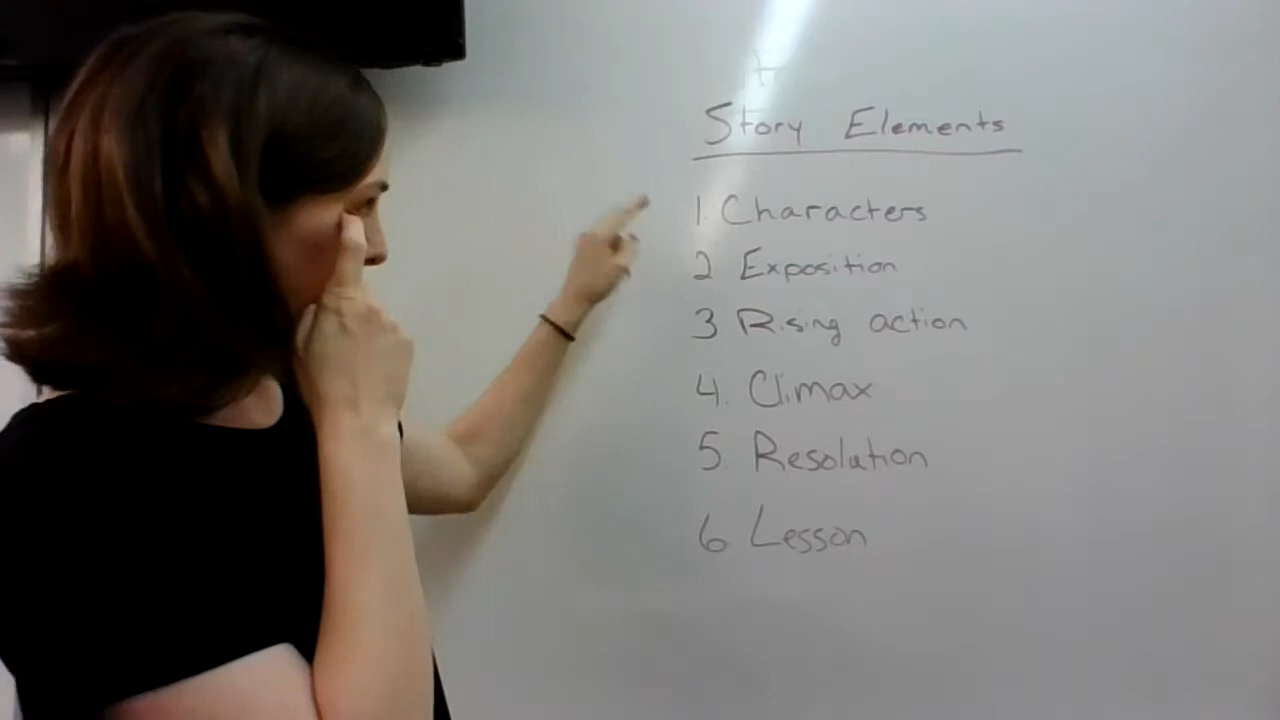 Story Elements
1. Characters
2 Exposition
3 Rising action
4. Climax
5. Resolution
6 Lesson